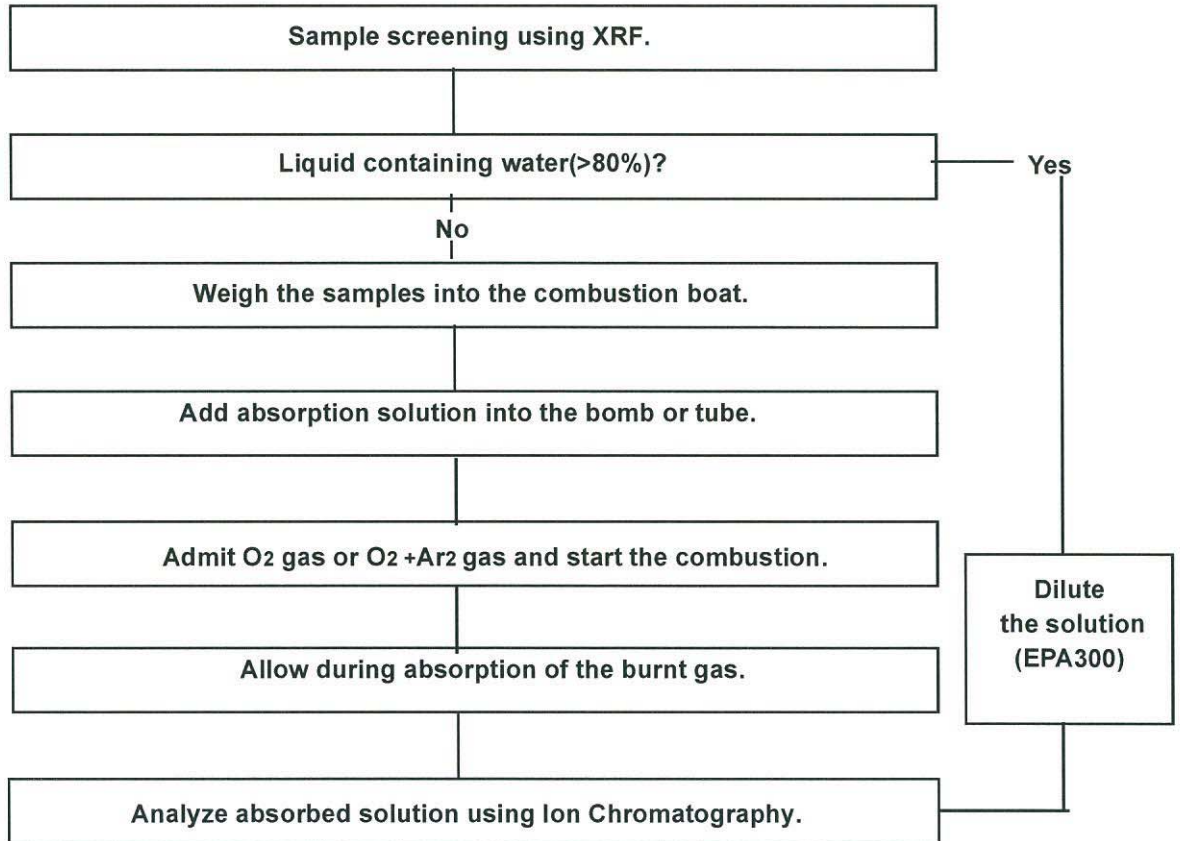 Sample screening using XRF.
Liquid containing water(>80%)?
Yes
No
Weigh the samples into the combustion boat.
Add absorption solution into the bomb or tube.
Admit O2 gas or O2 +Ar2 gas and start the combustion.
Allow during absorption of the burnt gas.
Dilute
the solution
(EPA300)
Analyze absorbed solution using Ion Chromatography.